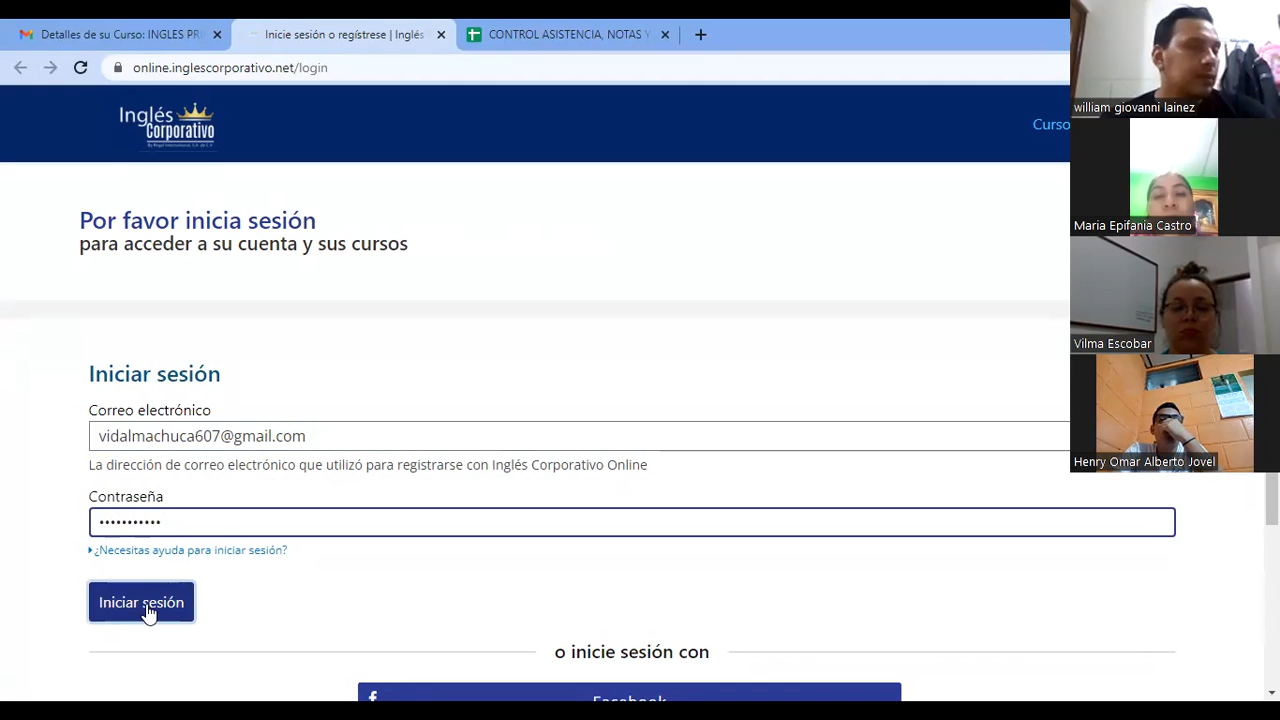 Detalles de su Curso: INGLES PRI
Inicie sesión o regístrese | Inglés
CONTROL ASISTENCIA, NOTAS Y
online.inglescorporativo.net/login
Inglés
Corporativo
Curso
Por favor inicia sesión
para acceder a su cuenta y sus cursos
Iniciar sesión
Correo electrónico
vidalmachuca607@gmail.com
La dirección de correo electrónico que utilizó para registrarse con Inglés Corporativo Online
Contraseña
¿Necesitas ayuda para iniciar sesión?
Iniciar sesión
o inicie sesión con
Facebook
william giovanni lainez
Maria Epifania Castro
Vilma Escobar
Henry Omar Alberto Jovel